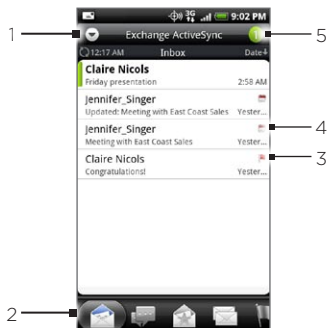 3G 9:02 PM
1 Exchange ActiveSync 5
12:17 AM Inbox Date
Claire Nicols
Friday presentation 2:58 AM
Jennifer_Singer
Updated: Meeting with East Coast Sales Yester...
Jennifer_Singer 4
Meeting with East Coast Sales Yester...
Claire Nicols 3
Congratulations! Yester...
2